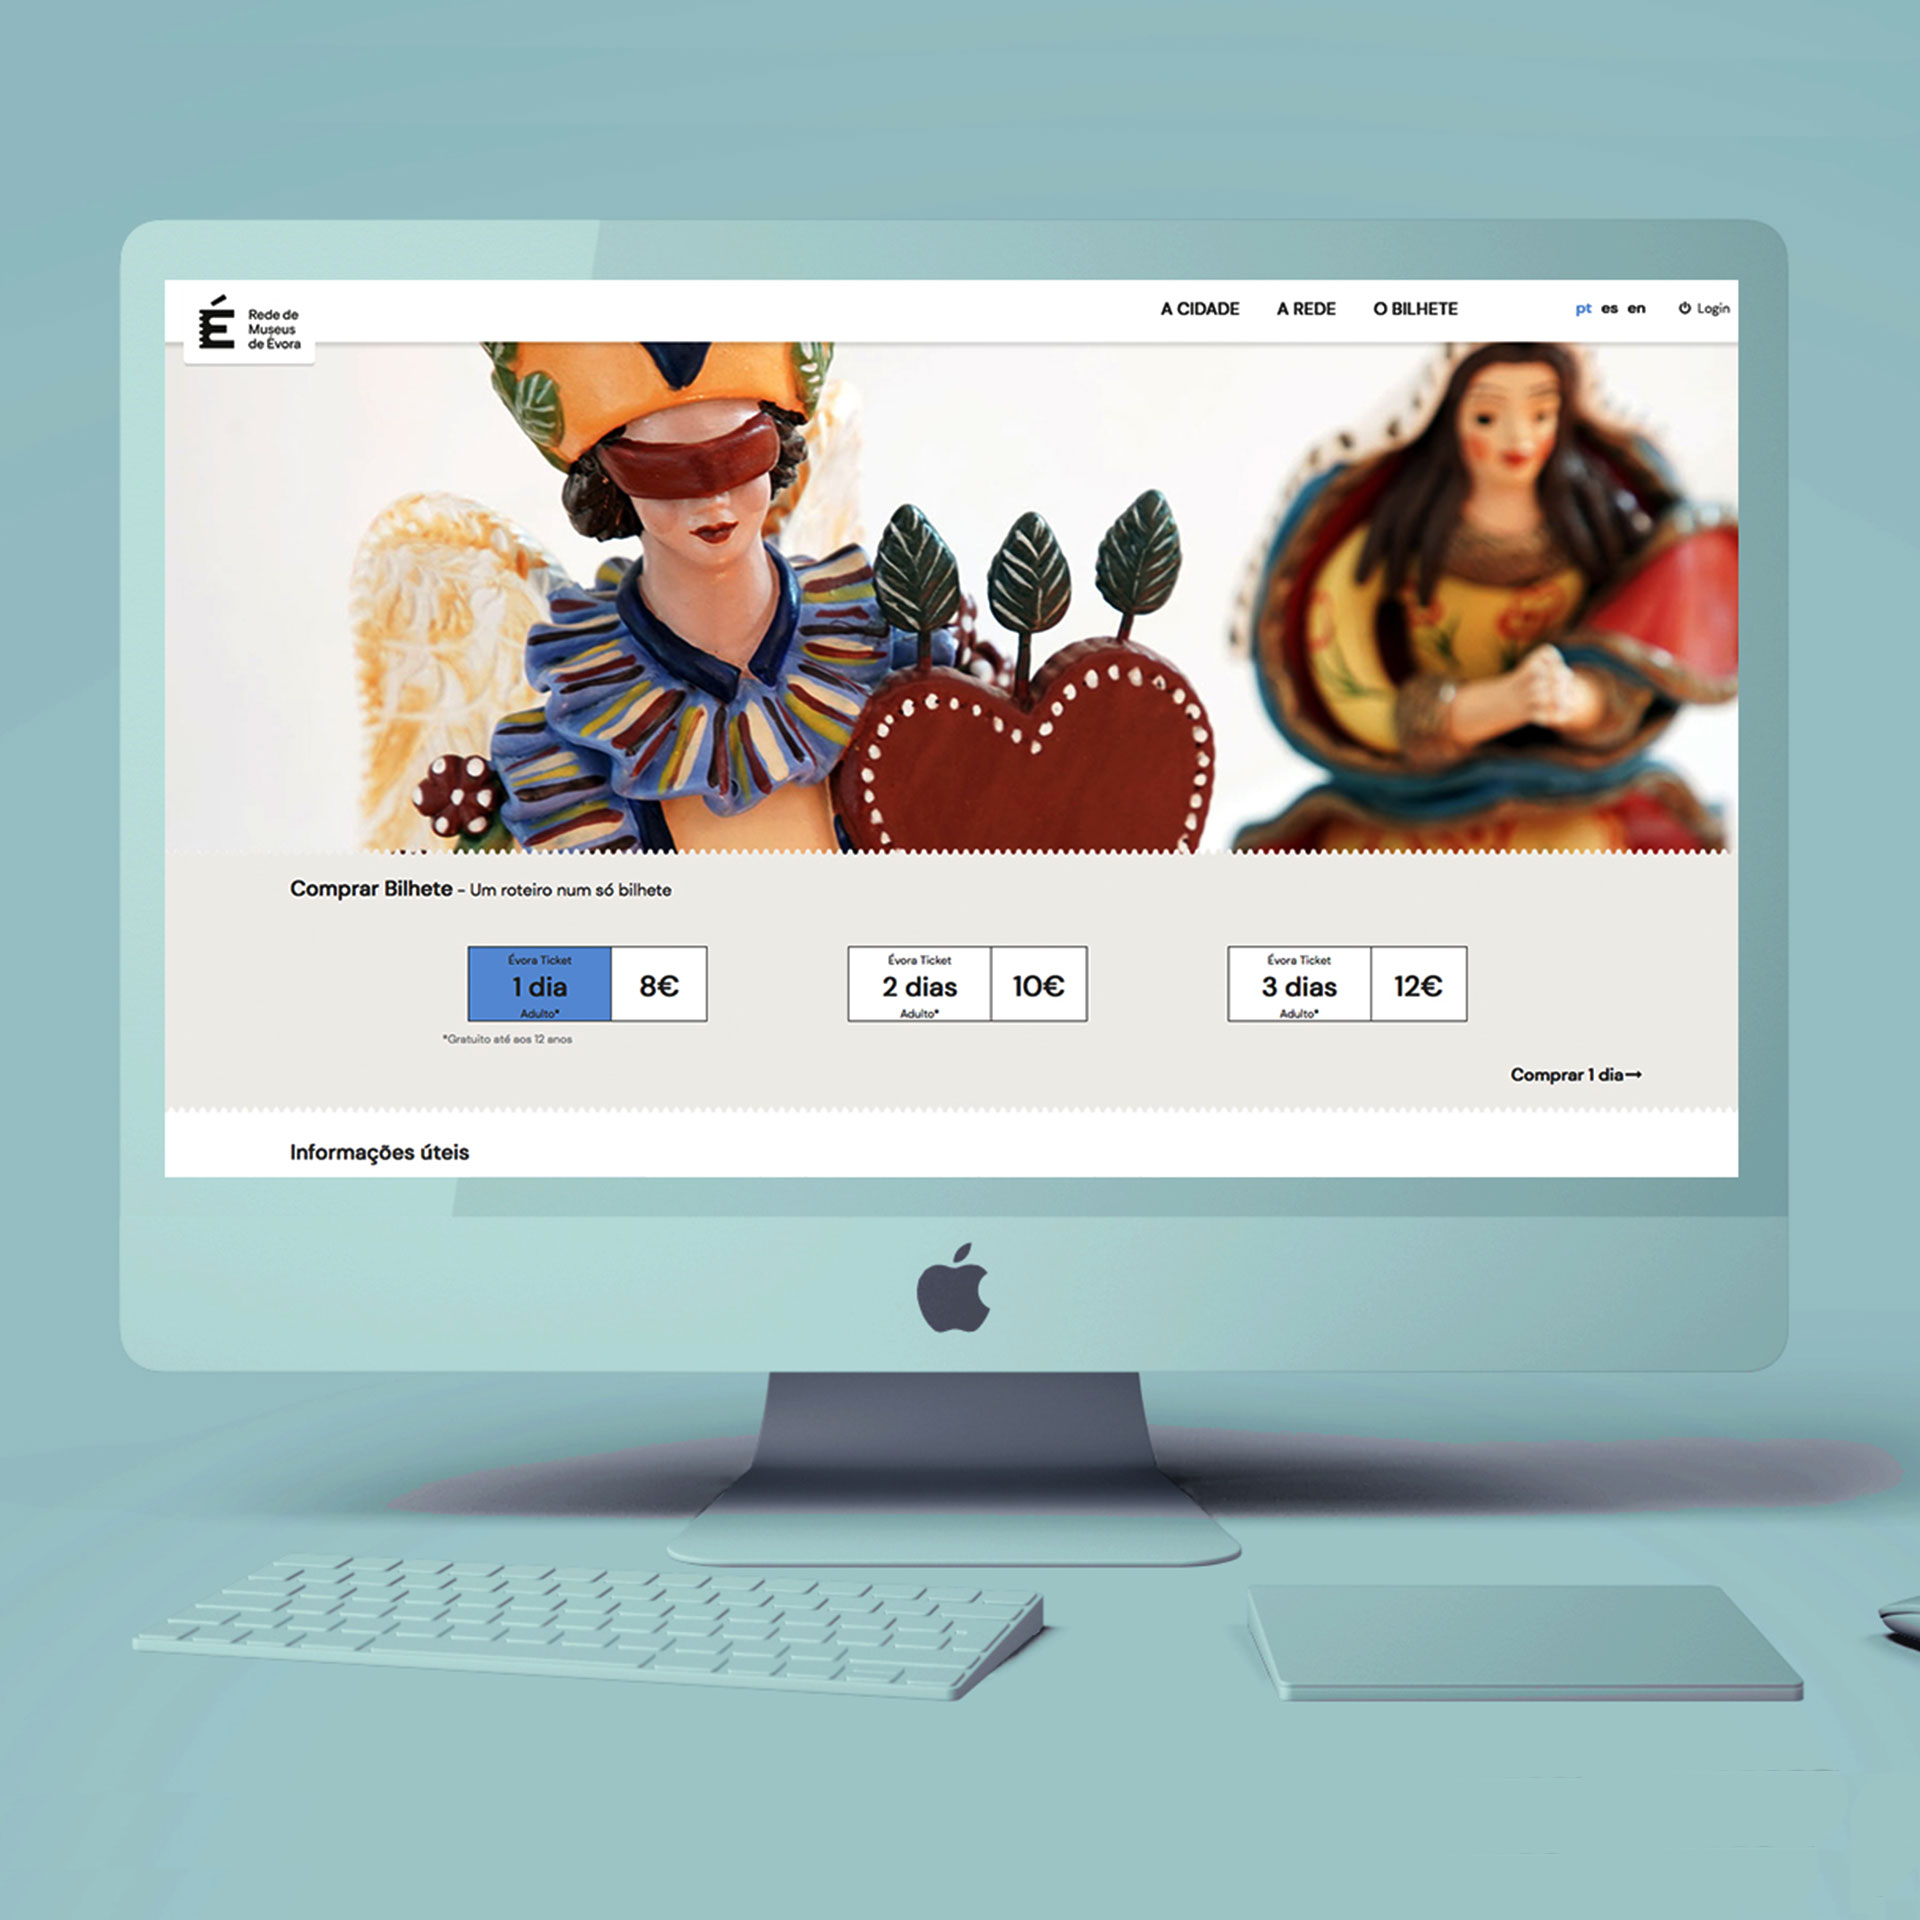 Rede de
Museus
de Évora
A CIDADE A REDE O BILHETE pt es en Login
Comprar Bilhete - Um roteiro num só bilhete
Évora Ticket
1 dia
Adulto*
8€
Évora Ticket
2 dias
Adulto*
10€
Évora Ticket
3 dias
Adulto*
12€
*Gratuito até aos 12 anos
Comprar 1 dia→
Informações úteis